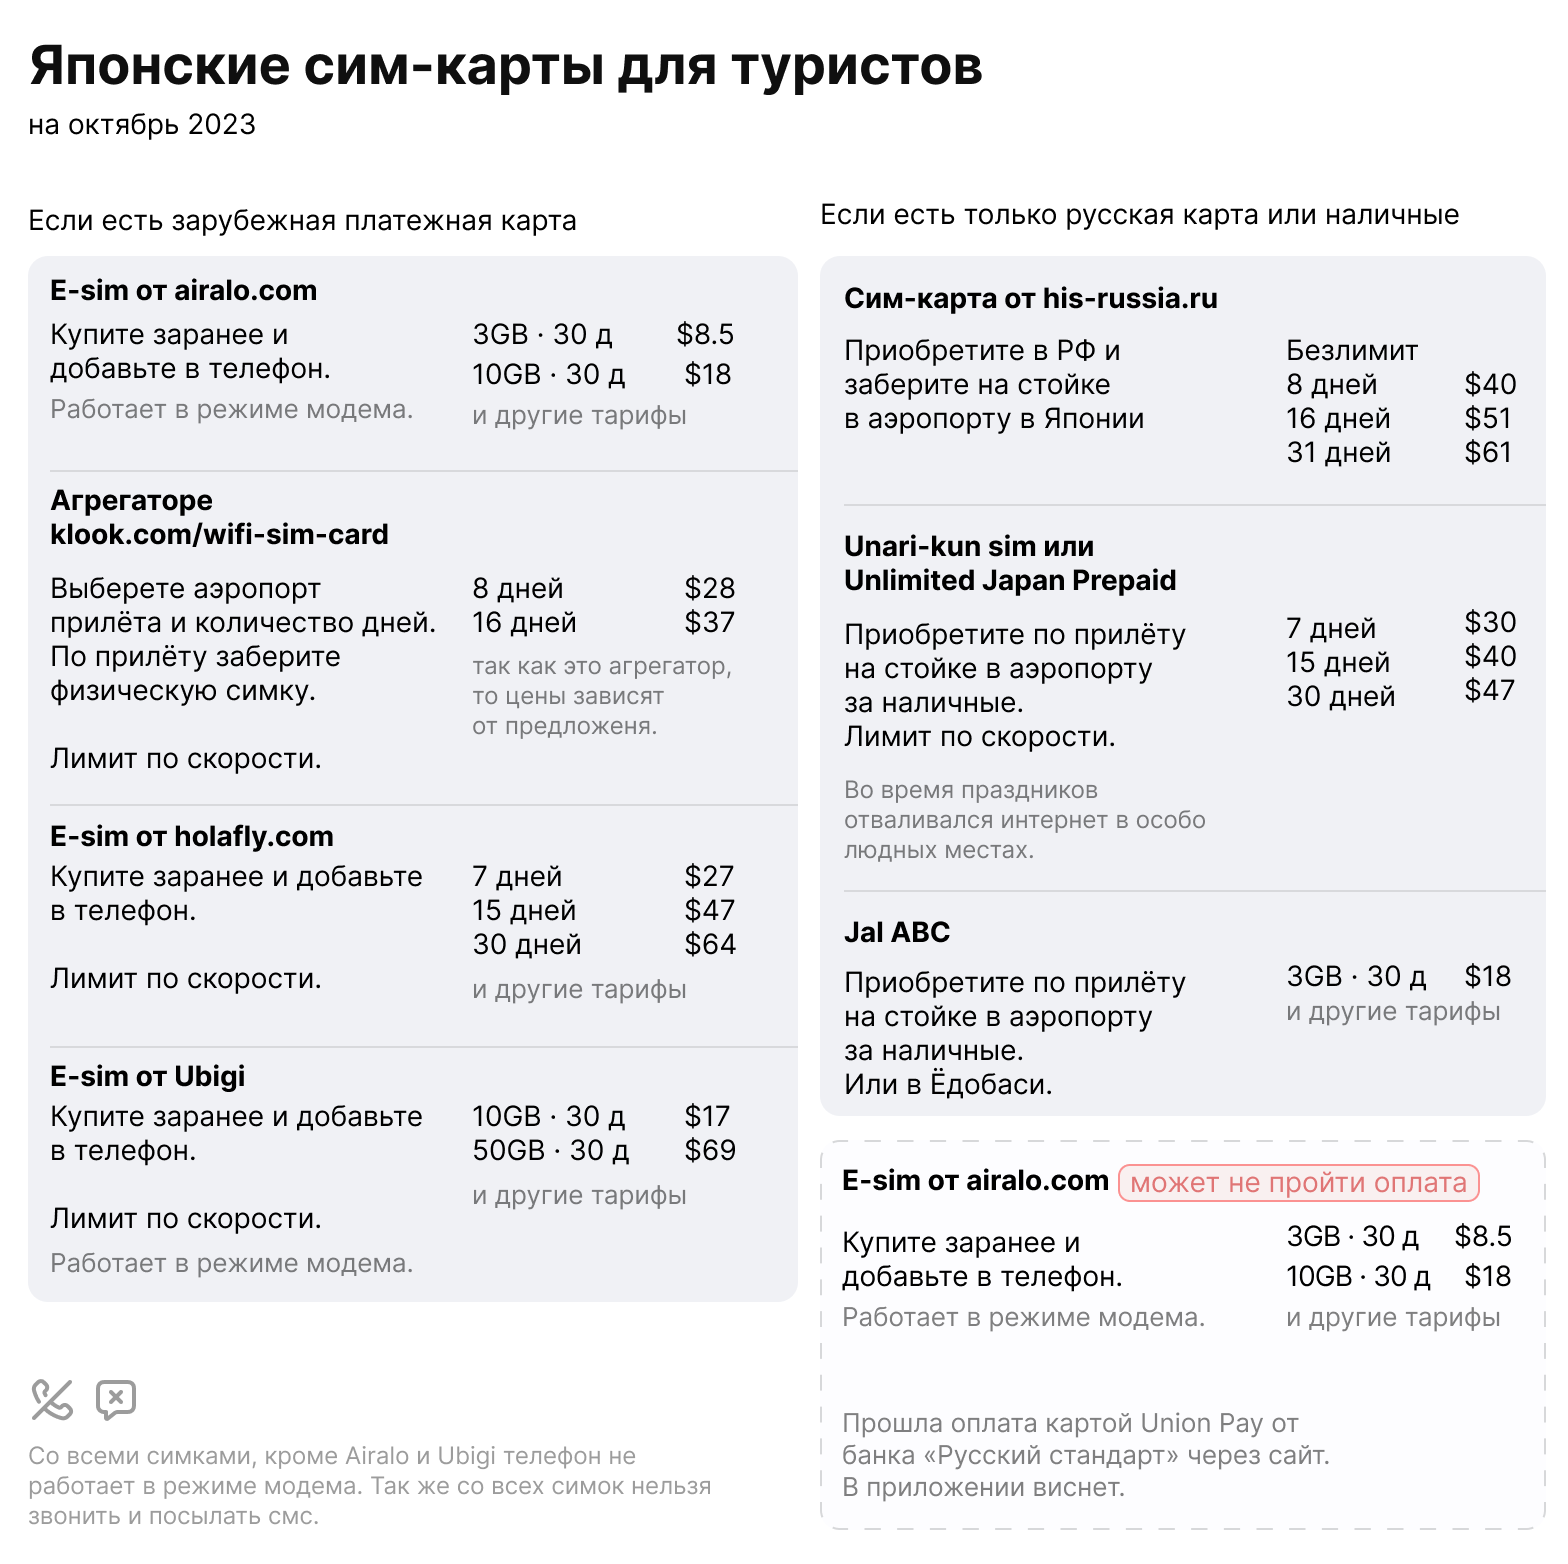 Японские сим-карты для туристов
на октябрь 2023
Если есть зарубежная платежная карта
E-sim от airalo.com
Купите заранее и
добавьте в телефон.
Работает в режиме модема.
3GB · 30 д $8.5
10GB · 30 д $18
и другие тарифы
Агрегаторе
klook.com/wifi-sim-card
Выберете аэропорт
прилёта и количество дней.
По прилёту заберите
физическую симку.
Лимит по скорости.
8 дней $28
16 дней $37
так как это агрегатор,
то цены зависят
от предложеня.
E-sim от holafly.com
Купите заранее и добавьте
в телефон.
Лимит по скорости.
7 дней $27
15 дней $47
30 дней $64
и другие тарифы
E-sim от Ubigi
Купите заранее и добавьте
в телефон.
Лимит по скорости.
Работает в режиме модема.
10GB · 30 д $17
50GB · 30 д $69
и другие тарифы
Со всеми симками, кроме Airalo и Ubigi телефон не
работает в режиме модема. Так же со всех симок нельзя
звонить и посылать смс.
Если есть только русская карта или наличные
Сим-карта от his-russia.ru
Приобретите в РФ и
заберите на стойке
в аэропорту в Японии
Безлимит
8 дней $40
16 дней $51
31 дней $61
Unari-kun sim или
Unlimited Japan Prepaid
Приобретите по прилёту
на стойке в аэропорту
за наличные.
Лимит по скорости.
Во время праздников
отваливался интернет в особо
людных местах.
7 дней $30
15 дней $40
30 дней $47
Jal ABC
Приобретите по прилёту
на стойке в аэропорту
за наличные.
Или в Ёдобаси.
3GB · 30 д $18
и другие тарифы
E-sim от airalo.com может не пройти оплата
Купите заранее и
добавьте в телефон.
Работает в режиме модема.
3GB · 30 д $8.5
10GB · 30 д $18
и другие тарифы
Прошла оплата картой Union Pay от
банка «Русский стандарт» через сайт.
В приложении виснет.